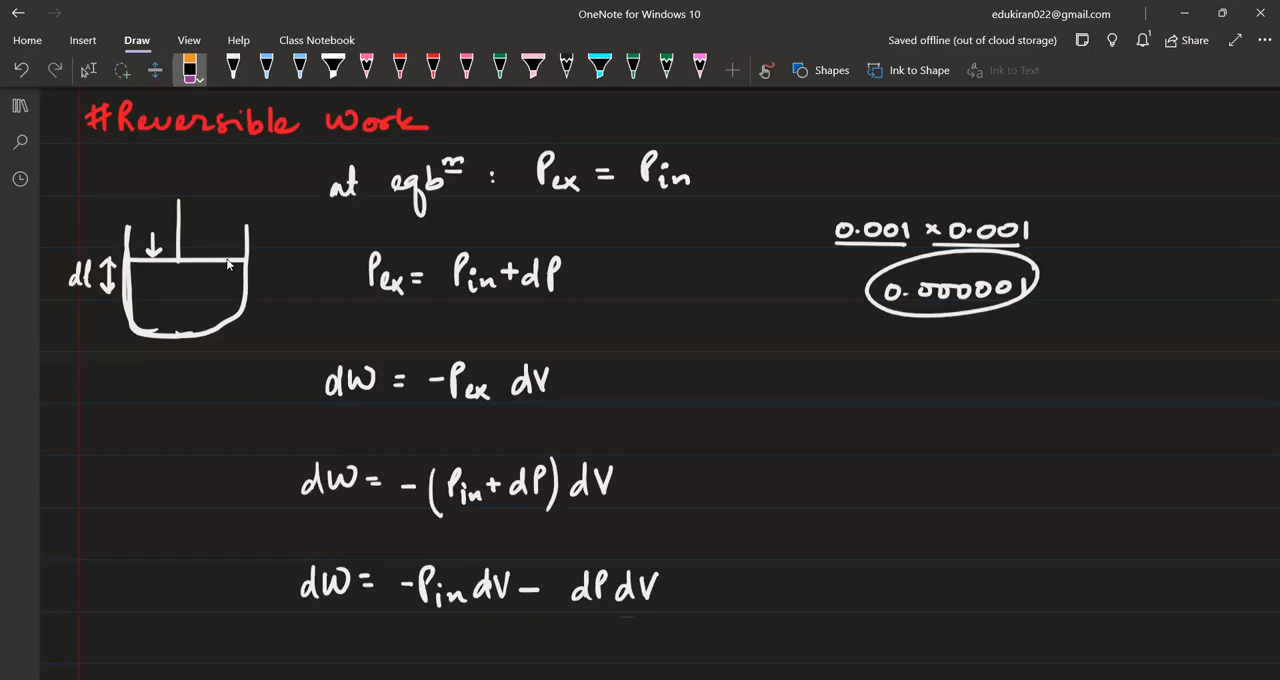 OneNote for Windows 10
edukiran022@gmail.com
Home Insert Draw View Help Class Notebook
Saved offline (out of cloud storage) Share
Shapes Ink to Shape Ink to Text
#Reversible Work
at eqbᵐ : Pex = Pin
0.001 × 0.001
dl
Pex = Pin + dP
0.000001
dW = -Pex dV
dW = -(Pin + dP) dV
dW = -Pin dV - dP dV